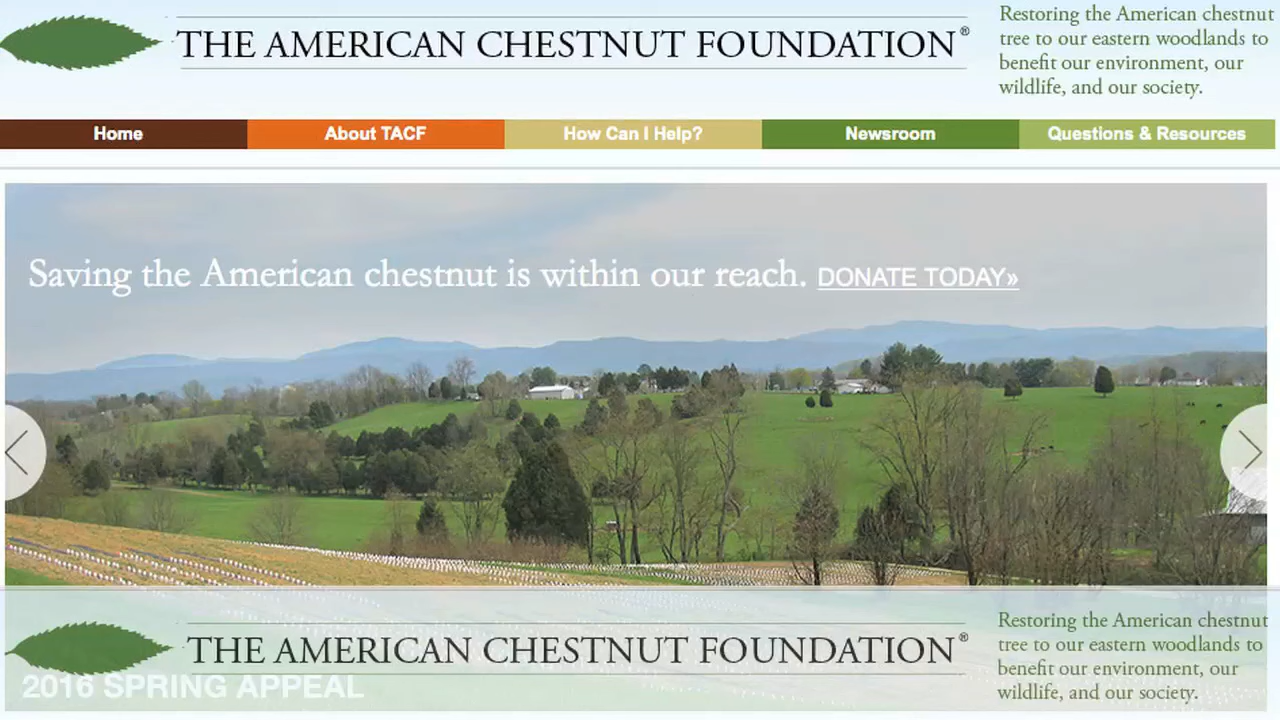 THE AMERICAN CHESTNUT FOUNDATION®
Restoring the American chestnut
tree to our eastern woodlands to
benefit our environment, our
wildlife, and our society.
Home
About TACF
How Can I Help?
Newsroom
Questions & Resources
Saving the American chestnut is within our reach. DONATE TODAY»
THE AMERICAN CHESTNUT FOUNDATION®
2016 SPRING APPEAL
Restoring the American chestnut
tree to our eastern woodlands to
benefit our environment, our
wildlife, and our society.